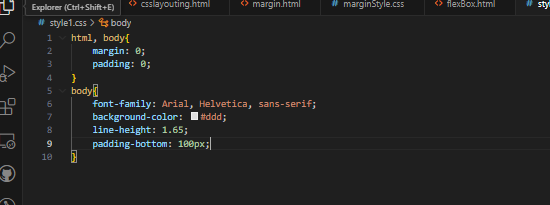 Explorer (Ctrl+Shift+E)
csslayouting.html
margin.html
marginStyle.css
flexBox.html
# style1.css > body
1 html, body{
2 margin: 0;
3 padding: 0;
4 }
5 body{
6 font-family: Arial, Helvetica, sans-serif;
7 background-color: #ddd;
8 line-height: 1.65;
9 padding-bottom: 100px;
10 }